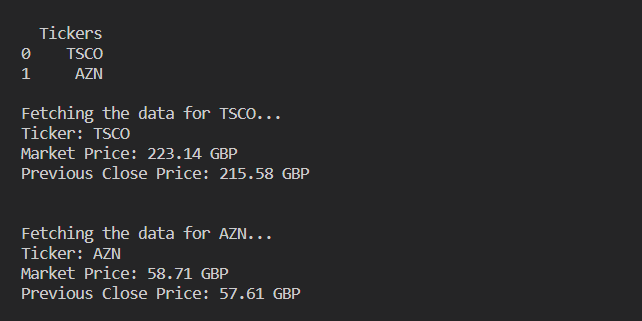 Tickers
0 TSCO
1 AZN
Fetching the data for TSCO...
Ticker: TSCO
Market Price: 223.14 GBP
Previous Close Price: 215.58 GBP
Fetching the data for AZN...
Ticker: AZN
Market Price: 58.71 GBP
Previous Close Price: 57.61 GBP